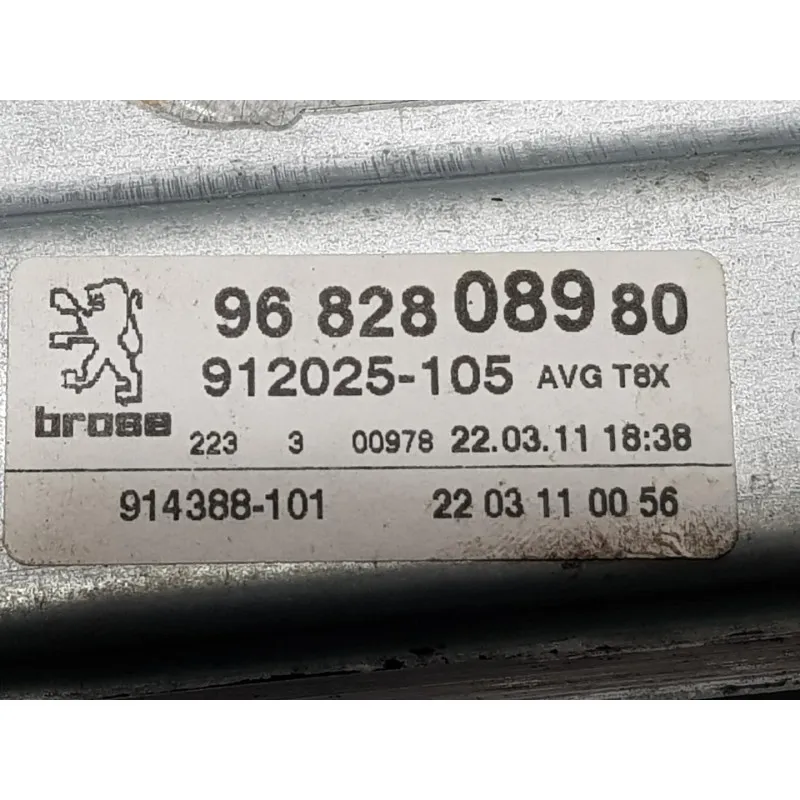 96 828 089 80
912025-105 AVG T8X
brose
223 3 00978 22.03.11 18:38
914388-101 22 03 11 00 56